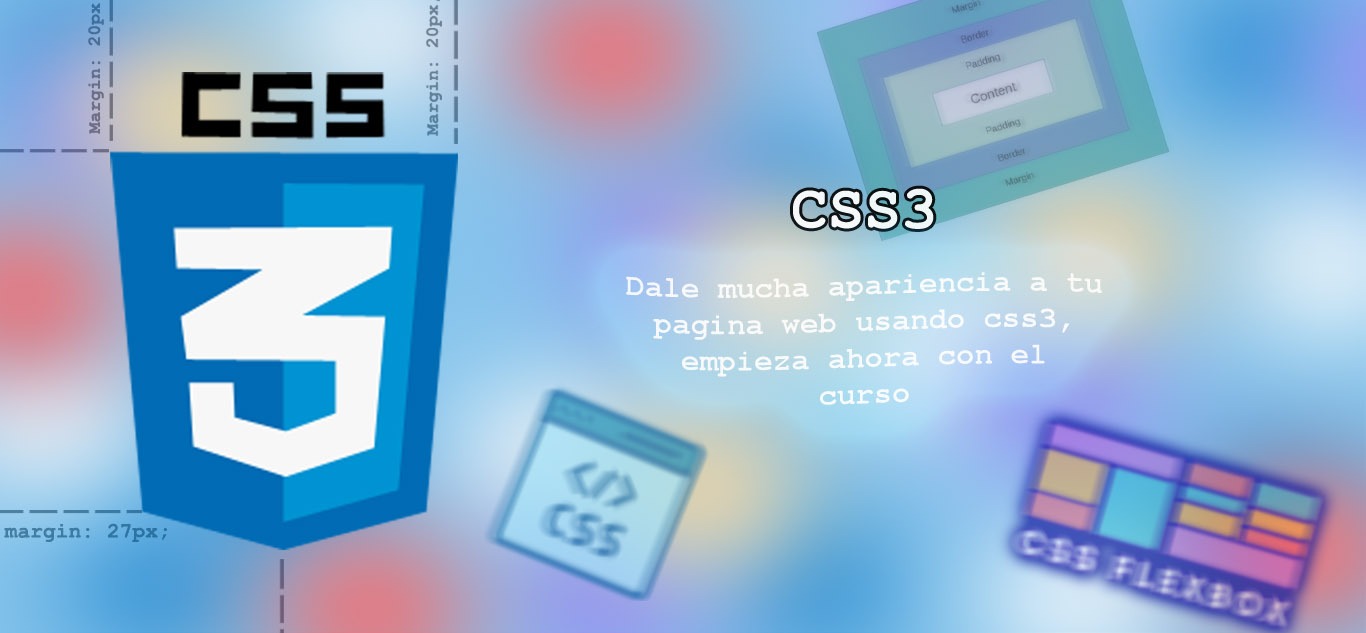 Margin: 20px
Margin: 20px,
CSS
3
margin: 27px;
Margin
Border
Padding
Content
Padding
Border
Margin
CSS3
Dale mucha apariencia a tu
pagina web usando css3,
empieza ahora con el
curso
</>
CSS
CSS FLEXBOX